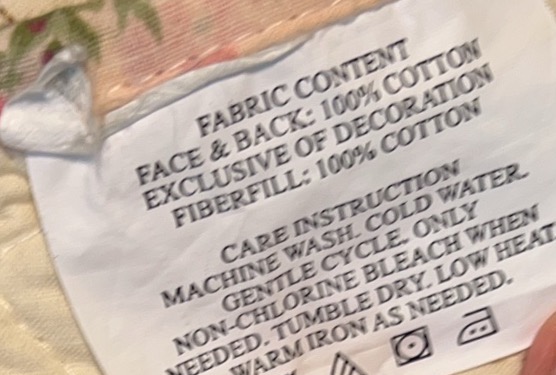 FABRIC CONTENT
FACE & BACK: 100% COTTON
EXCLUSIVE OF DECORATION
FIBERFILL: 100% COTTON
CARE INSTRUCTION
MACHINE WASH. COLD WATER.
GENTLE CYCLE. ONLY
NON-CHLORINE BLEACH WHEN
NEEDED. TUMBLE DRY. LOW HEAT
WARM IRON AS NEEDED.